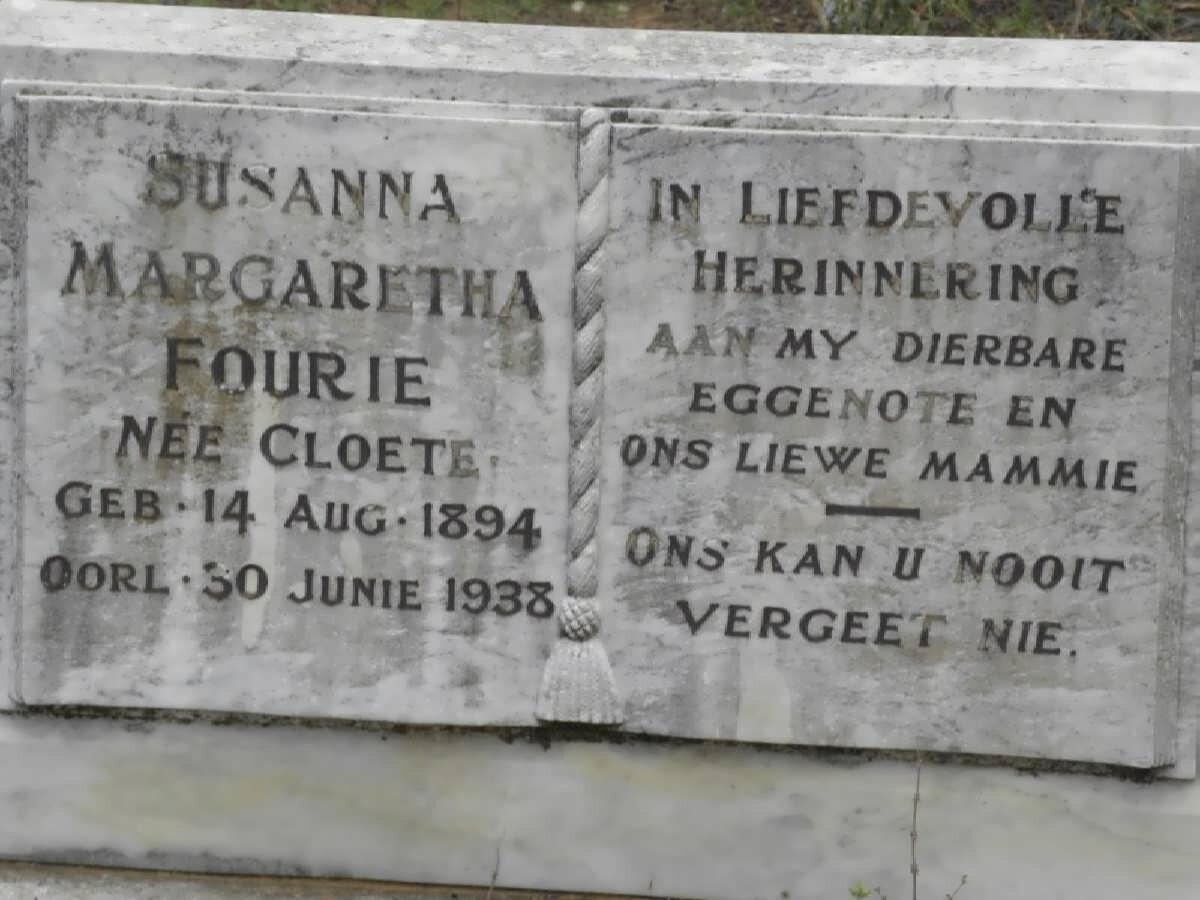 SUSANNA
MARGARETHA
FOURIE
NÉE CLOETE.
GEB · 14 AUG · 1894
OORL · 30 JUNIE 1938
IN LIEFDEVOLLE
HERINNERING
AAN MY DIERBARE
EGGENOTE EN
ONS LIEWE MAMMIE
ONS KAN U NOOIT
VERGEET NIE.